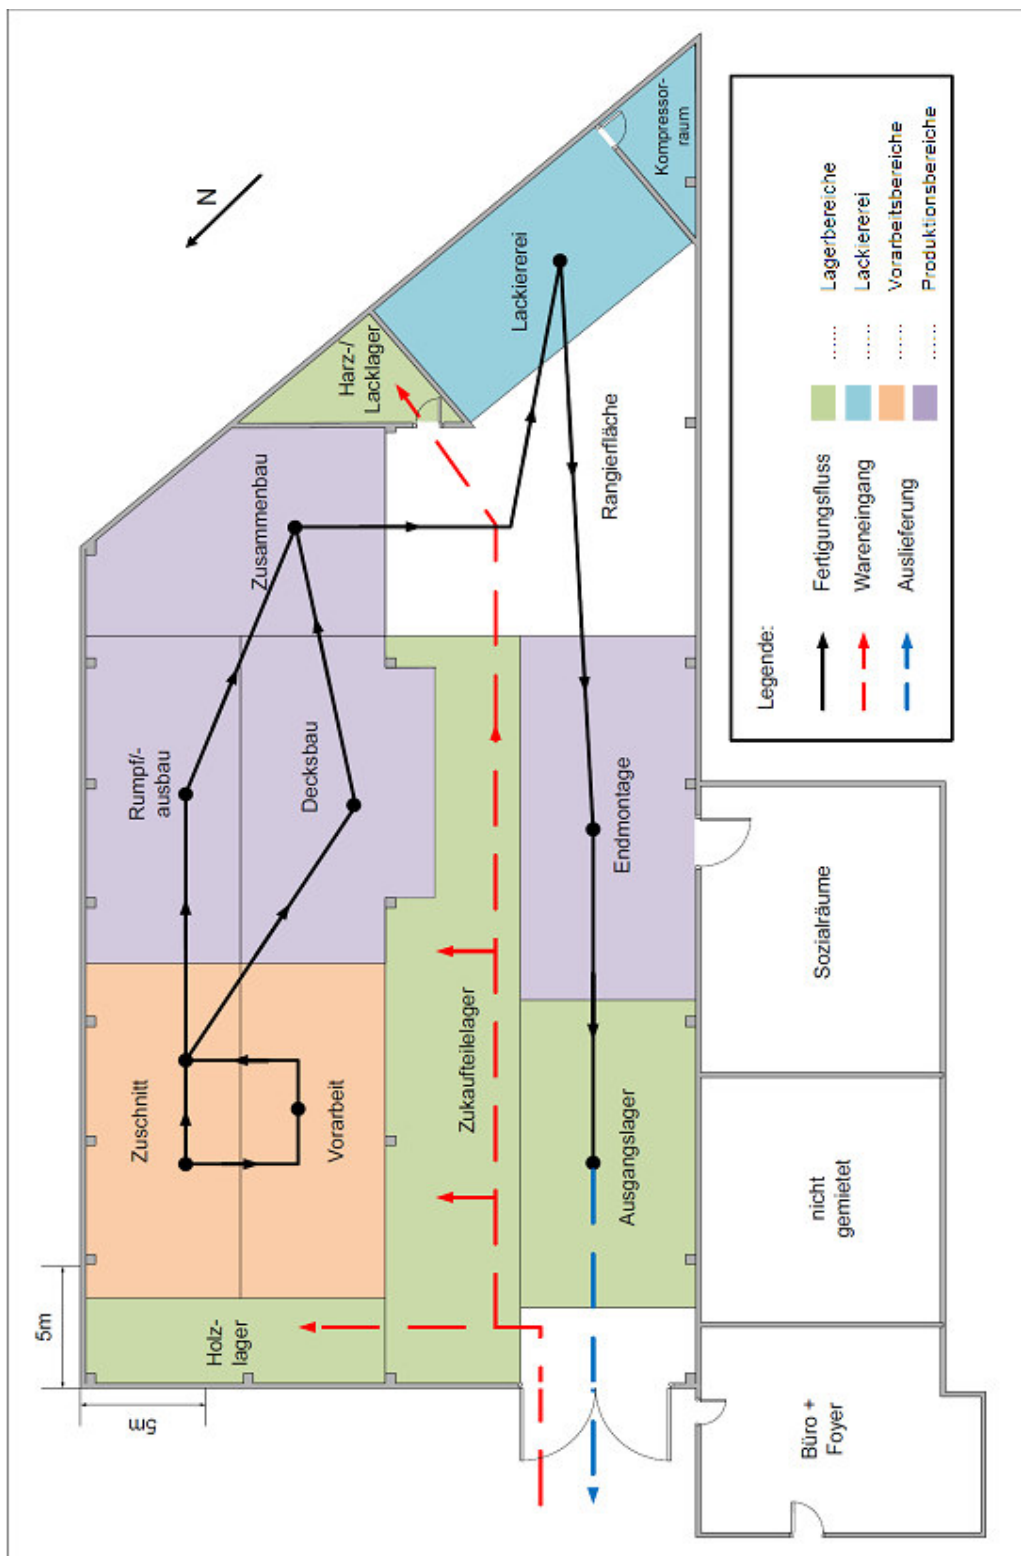 5m
5m
Holz-
lager
Zuschnitt
Vorarbeit
Rumpf/-
ausbau
Decksbau
Zusammenbau
Harz-/
Lacklager
N
Zukaufteilelager
Ausgangslager
Endmontage
Rangierfläche
Lackiererei
Kompressor-
raum
Büro +
Foyer
nicht
gemietet
Sozialräume
Legende:
Fertigungsfluss
Wareneingang
Auslieferung
Lagerbereiche
Lackiererei
Vorarbeitsbereiche
Produktionsbereiche